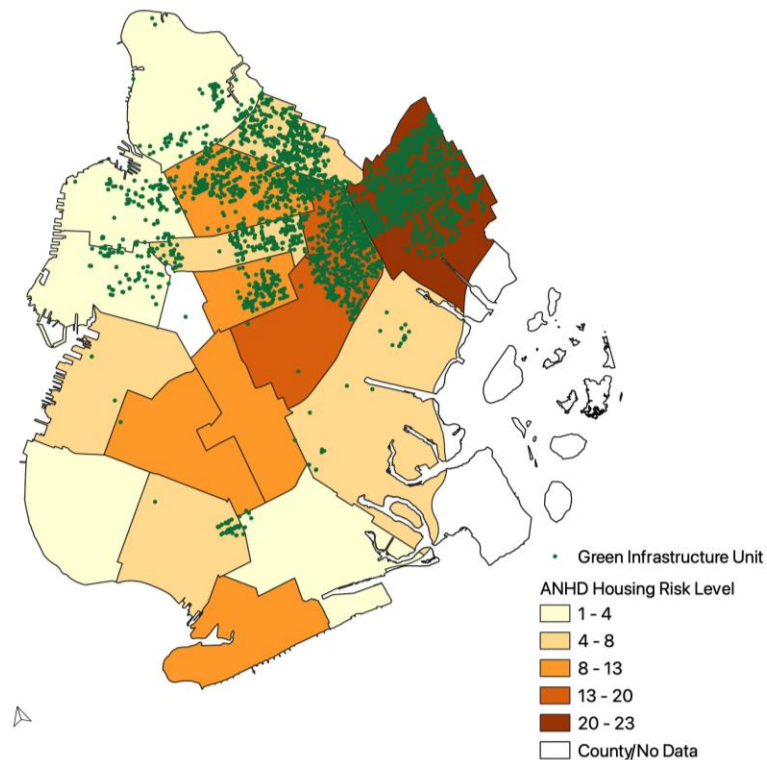 Green Infrastructure Unit
ANHD Housing Risk Level
1 - 4
4 - 8
8 - 13
13 - 20
20 - 23
County/No Data